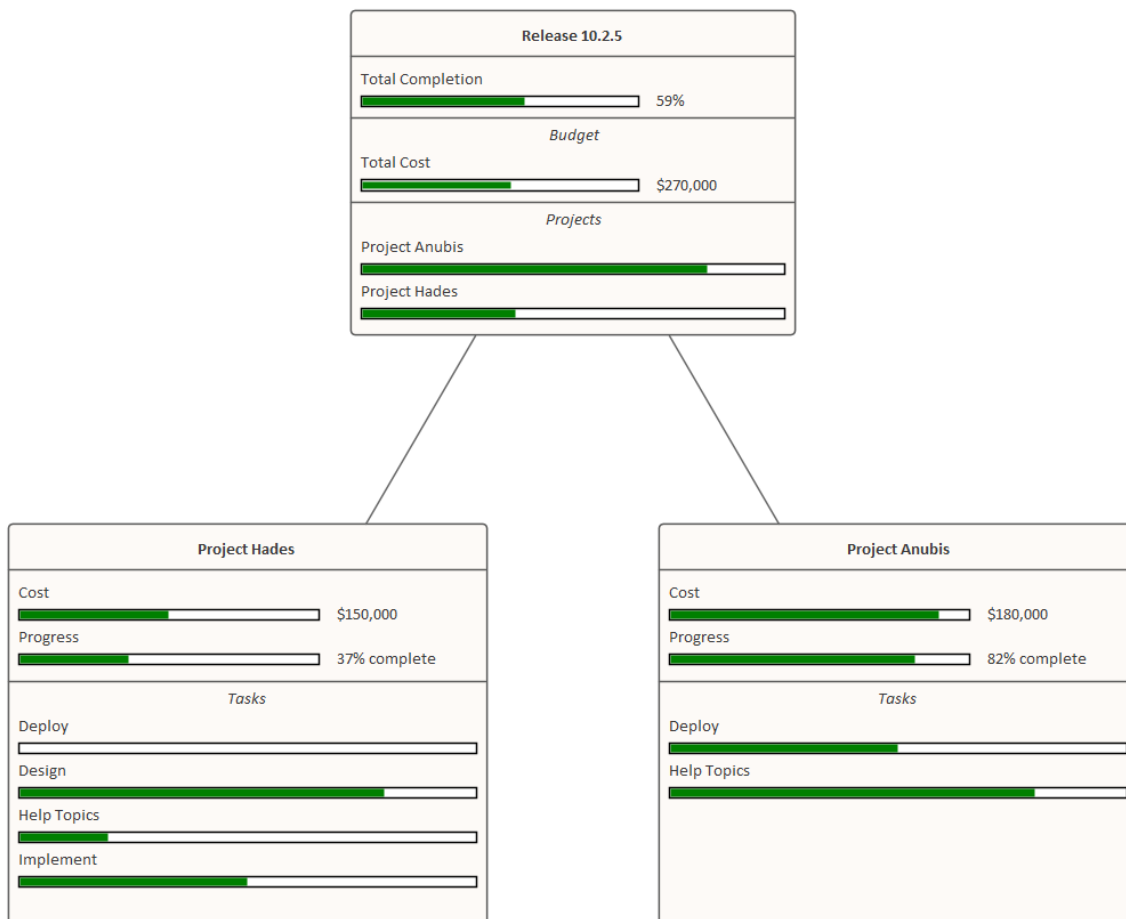 Release 10.2.5
Total Completion
59%
Budget
Total Cost
$270,000
Projects
Project Anubis
Project Hades
Project Hades
Cost
$150,000
Progress
37% complete
Tasks
Deploy
Design
Help Topics
Implement
Project Anubis
Cost
$180,000
Progress
82% complete
Tasks
Deploy
Help Topics